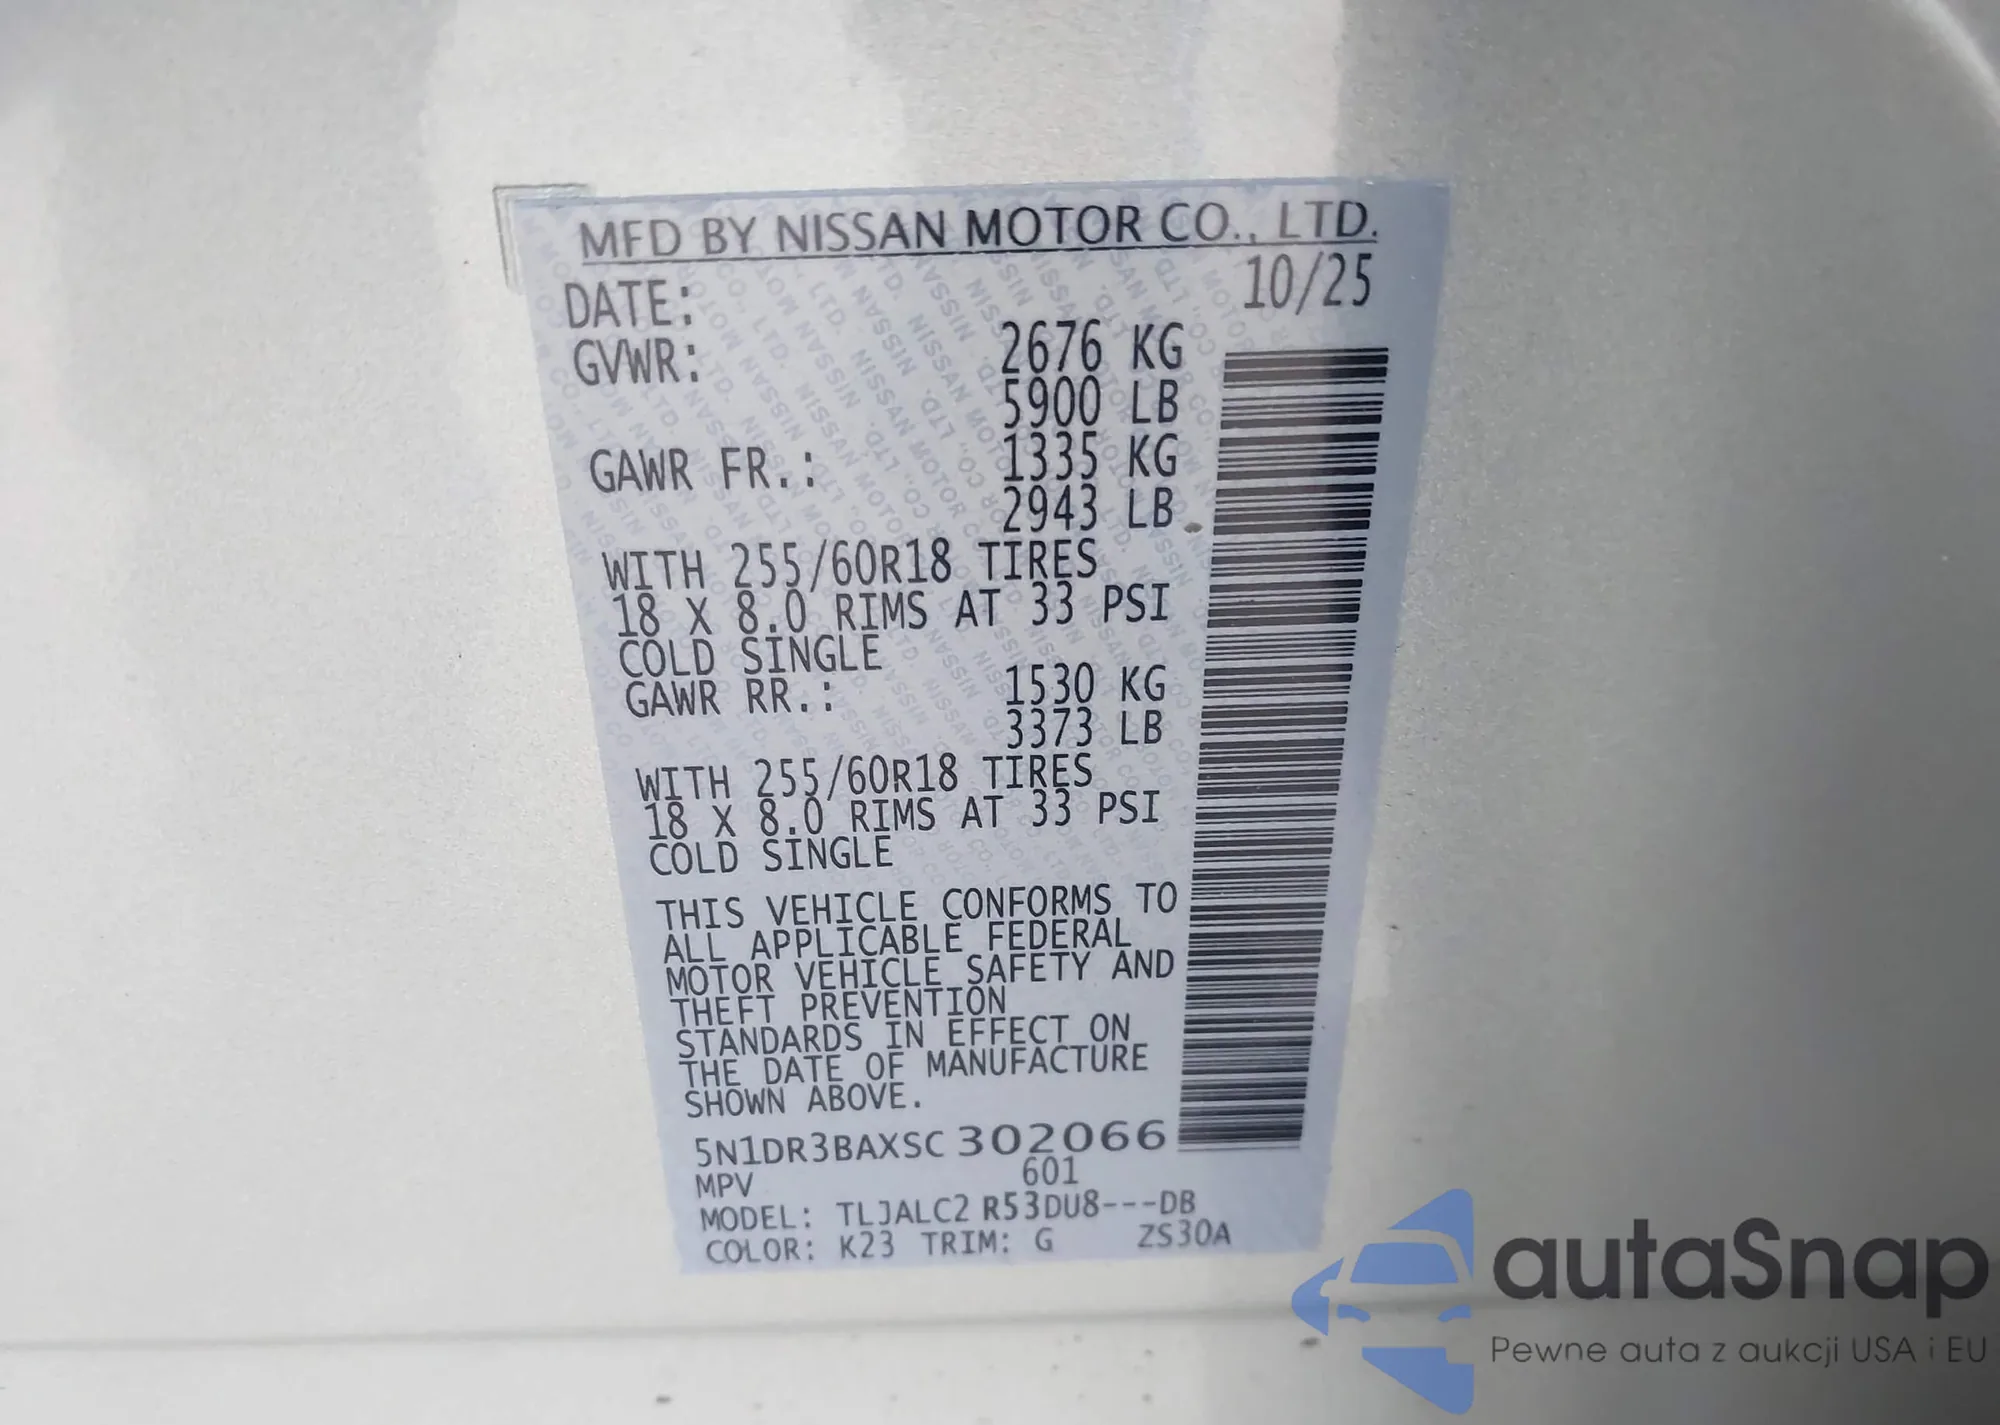 MFD BY NISSAN MOTOR CO., LTD.
DATE: 10/25
GVWR: 2676 KG
5900 LB
GAWR FR.: 1335 KG
2943 LB
WITH 255/60R18 TIRES
18 X 8.0 RIMS AT 33 PSI
COLD SINGLE
GAWR RR.: 1530 KG
3373 LB
WITH 255/60R18 TIRES
18 X 8.0 RIMS AT 33 PSI
COLD SINGLE
THIS VEHICLE CONFORMS TO
ALL APPLICABLE FEDERAL
MOTOR VEHICLE SAFETY AND
THEFT PREVENTION
STANDARDS IN EFFECT ON
THE DATE OF MANUFACTURE
SHOWN ABOVE.
5N1DR3BAXSC302066
MPV 601
MODEL: TLJALC2 R53DU8---DB
COLOR: K23 TRIM: G ZS30A
autaSnap
Pewne auta z aukcji USA i EU